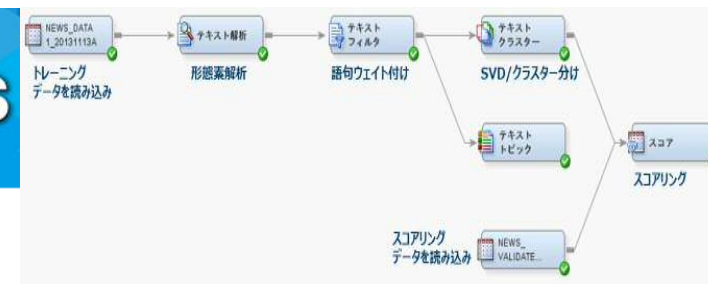 NEWS_DATA
1_20131113A
トレーニング
データを読み込み
テキスト解析
形態素解析
テキスト
フィルタ
語句ウェイト付け
テキスト
クラスター
SVD/クラスター分け
テキスト
トピック
スコア
スコアリング
スコアリング
データを読み込み
NEWS_
VALIDATE...
S